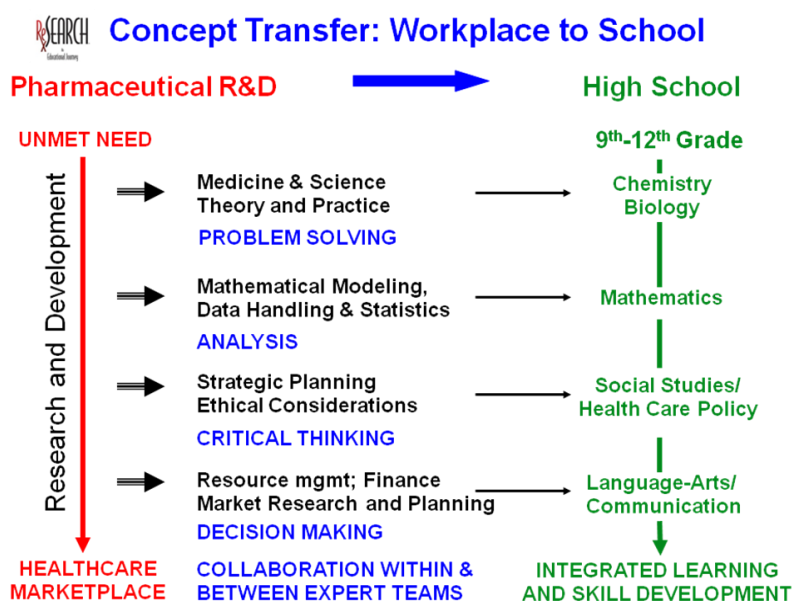 RxSEARCH
Educational Journey
Concept Transfer: Workplace to School
Pharmaceutical R&D
High School
UNMET NEED
9th-12th Grade
Research and Development
Medicine & Science
Theory and Practice
PROBLEM SOLVING
Chemistry
Biology
Mathematical Modeling,
Data Handling & Statistics
ANALYSIS
Mathematics
Strategic Planning
Ethical Considerations
CRITICAL THINKING
Social Studies/
Health Care Policy
Resource mgmt; Finance
Market Research and Planning
DECISION MAKING
Language-Arts/
Communication
HEALTHCARE
MARKETPLACE
COLLABORATION WITHIN &
BETWEEN EXPERT TEAMS
INTEGRATED LEARNING
AND SKILL DEVELOPMENT